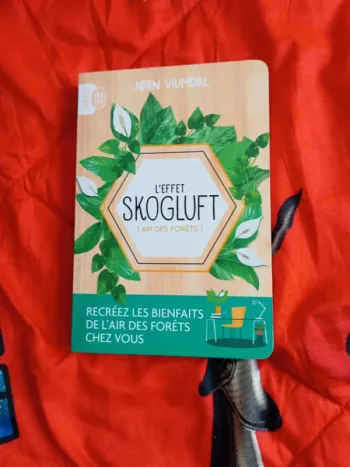 JØRN VIUMDAL
L'EFFET
SKOGLUFT
[AIR DES FORÊTS]
RECRÉEZ LES BIENFAITS
DE L'AIR DES FORÊTS
CHEZ VOUS